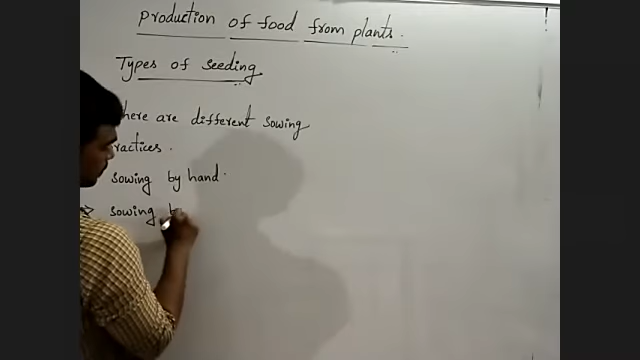 Production of food from plants.
Types of seeding
here are different sowing
ractices.
sowing by hand.
sowing b